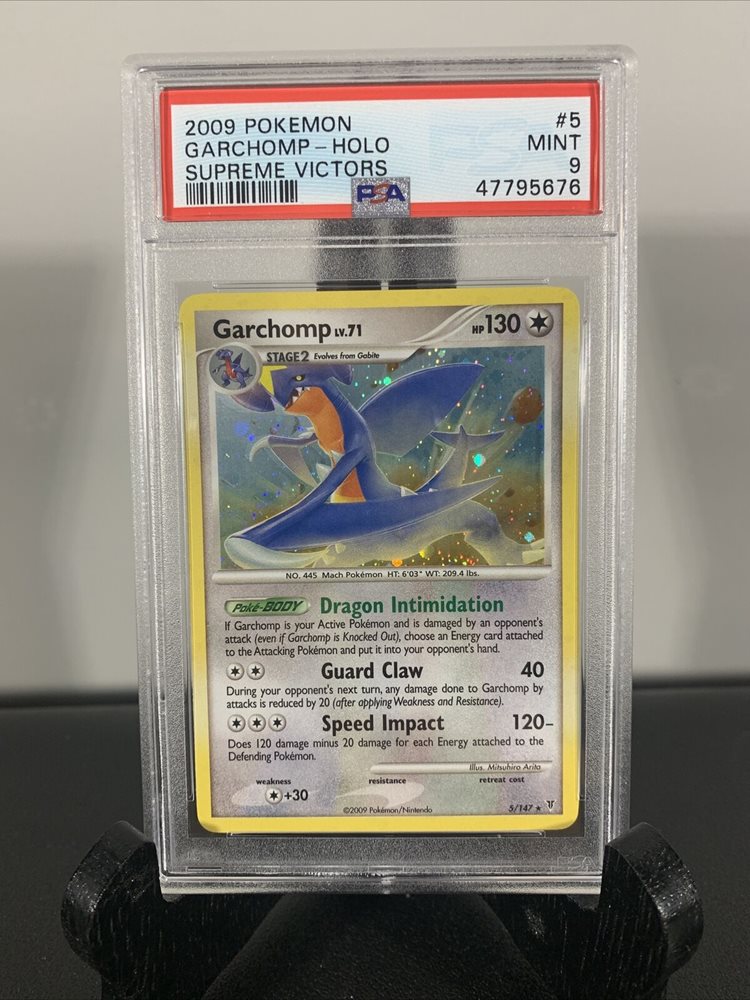 2009 POKEMON #5
GARCHOMP - HOLO MINT
SUPREME VICTORS 9
PSA 47795676
Garchomp LV.71 HP 130
STAGE2 Evolves from Gabite
NO. 445 Mach Pokémon HT: 6'03" WT: 209.4 lbs.
Poké-BODY Dragon Intimidation
If Garchomp is your Active Pokémon and is damaged by an opponent's
attack (even if Garchomp is Knocked Out), choose an Energy card attached
to the Attacking Pokémon and put it into your opponent's hand.
Guard Claw 40
During your opponent's next turn, any damage done to Garchomp by
attacks is reduced by 20 (after applying Weakness and Resistance).
Speed Impact 120-
Does 120 damage minus 20 damage for each Energy attached to the
Defending Pokémon.
Illus. Mitsuhiro Arita
weakness resistance retreat cost
+30
©2009 Pokémon/Nintendo 5/147 ★